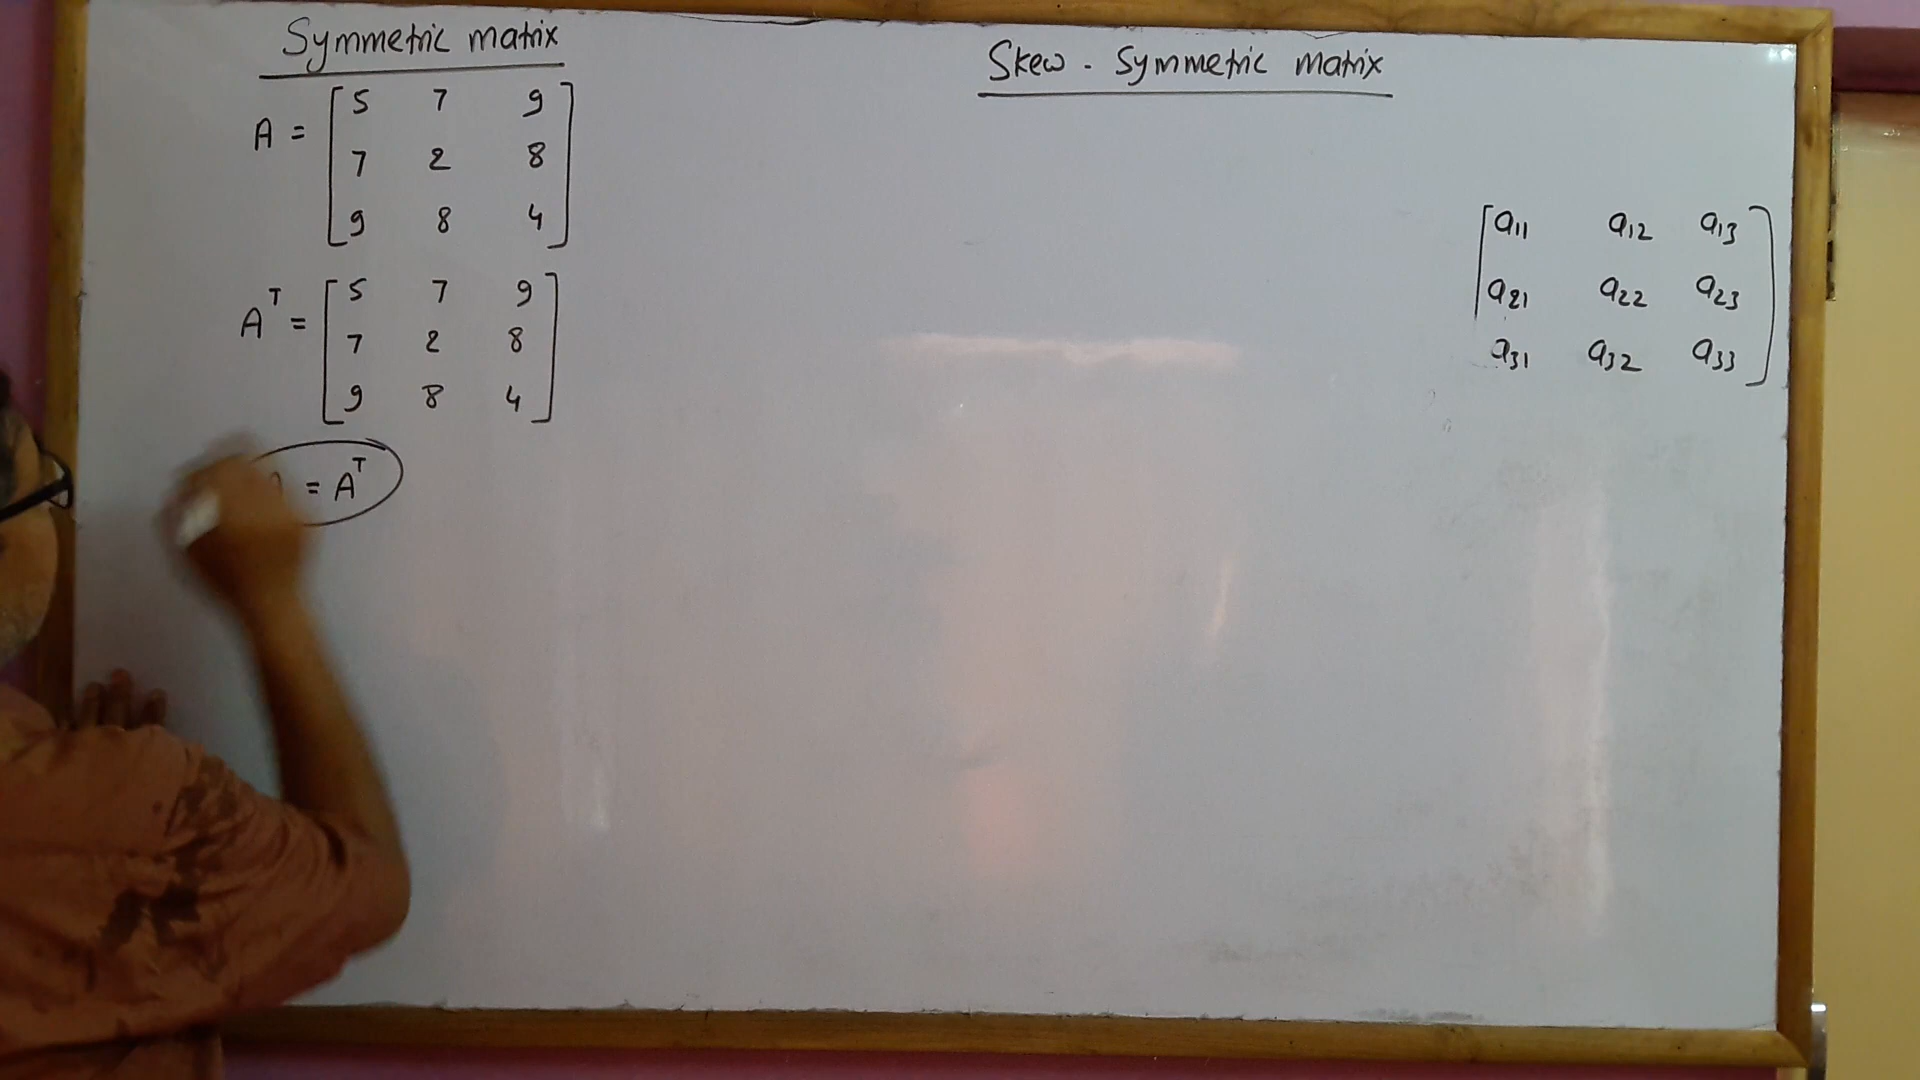 Symmetric matrix
A = [5 7 9
7 2 8
9 8 4]
A^T = [5 7 9
7 2 8
9 8 4]
= A^T
Skew - Symmetric matrix
[a₁₁ a₁₂ a₁₃
a₂₁ a₂₂ a₂₃
a₃₁ a₃₂ a₃₃]